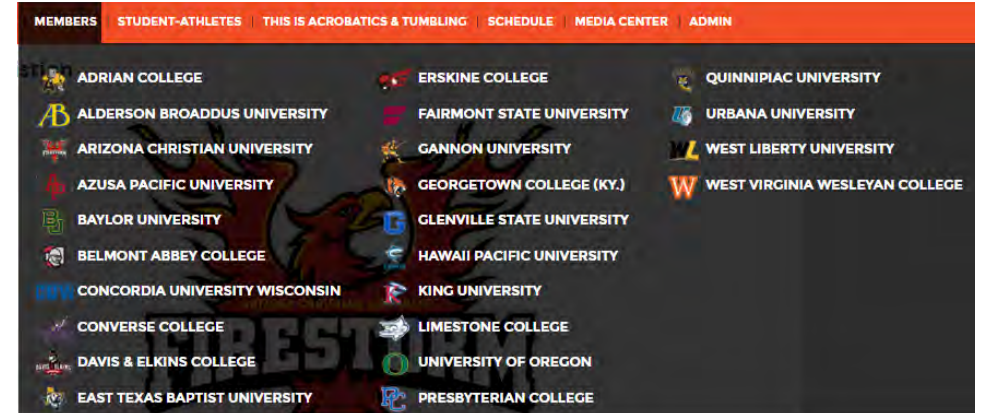 MEMBERS | STUDENT-ATHLETES | THIS IS ACROBATICS & TUMBLING | SCHEDULE | MEDIA CENTER | ADMIN
ADRIAN COLLEGE
ALDERSON BROADDUS UNIVERSITY
ARIZONA CHRISTIAN UNIVERSITY
AZUSA PACIFIC UNIVERSITY
BAYLOR UNIVERSITY
BELMONT ABBEY COLLEGE
CONCORDIA UNIVERSITY WISCONSIN
CONVERSE COLLEGE
DAVIS & ELKINS COLLEGE
EAST TEXAS BAPTIST UNIVERSITY
ERSKINE COLLEGE
FAIRMONT STATE UNIVERSITY
GANNON UNIVERSITY
GEORGETOWN COLLEGE (KY.)
GLENVILLE STATE UNIVERSITY
HAWAII PACIFIC UNIVERSITY
KING UNIVERSITY
LIMESTONE COLLEGE
UNIVERSITY OF OREGON
PRESBYTERIAN COLLEGE
QUINNIPIAC UNIVERSITY
URBANA UNIVERSITY
WEST LIBERTY UNIVERSITY
WEST VIRGINIA WESLEYAN COLLEGE
FIRESTORM